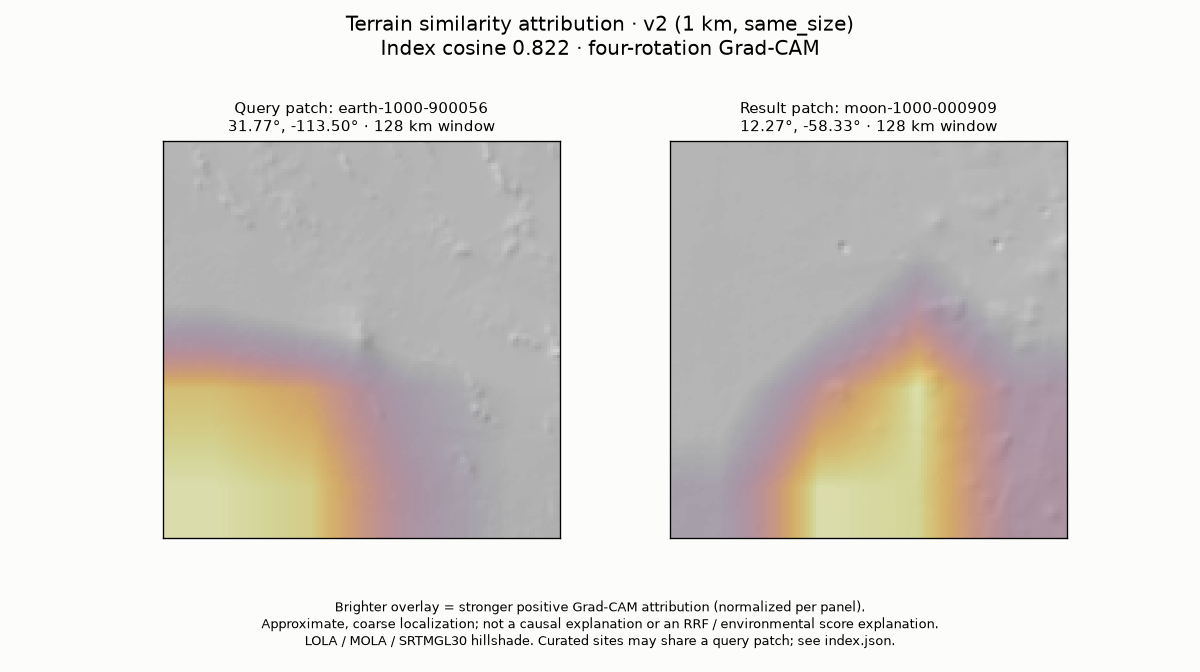 Terrain similarity attribution · v2 (1 km, same_size)
Index cosine 0.822 · four-rotation Grad-CAM
Query patch: earth-1000-900056
31.77°, -113.50° · 128 km window
Result patch: moon-1000-000909
12.27°, -58.33° · 128 km window
Brighter overlay = stronger positive Grad-CAM attribution (normalized per panel).
Approximate, coarse localization; not a causal explanation or an RRF / environmental score explanation.
LOLA / MOLA / SRTMGL30 hillshade. Curated sites may share a query patch; see index.json.